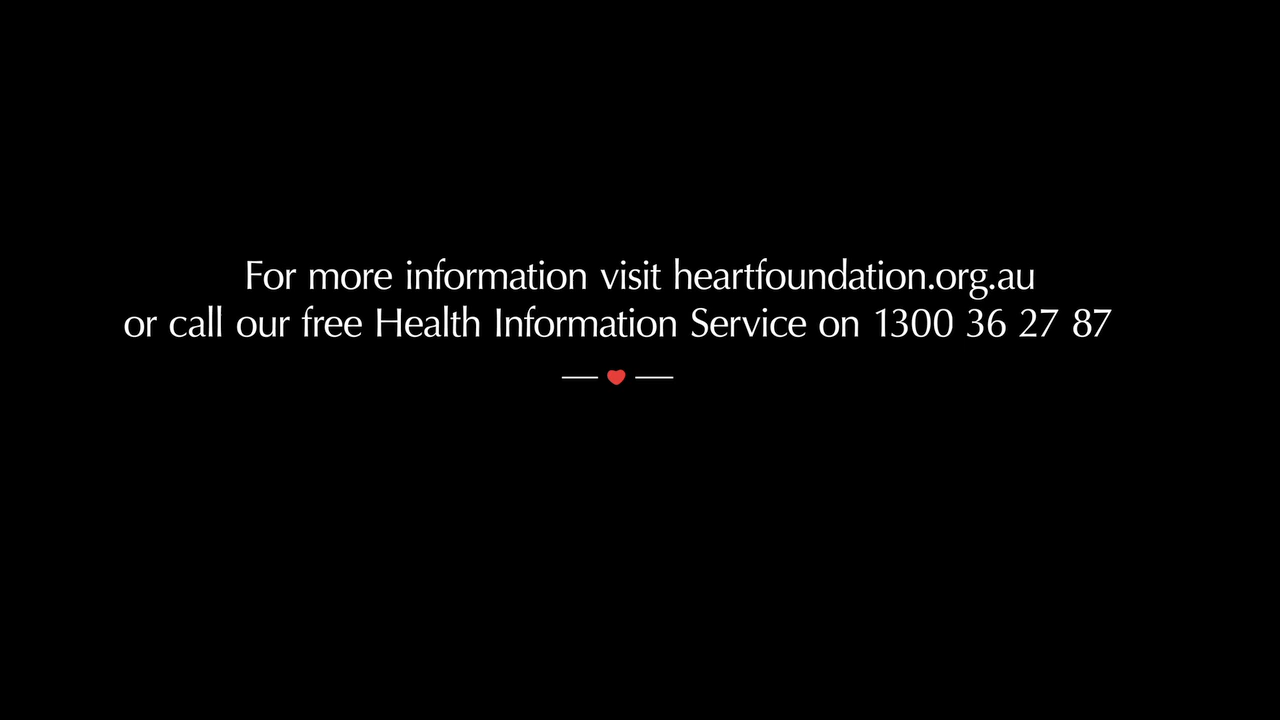 For more information visit heartfoundation.org.au
or call our free Health Information Service on 1300 36 27 87